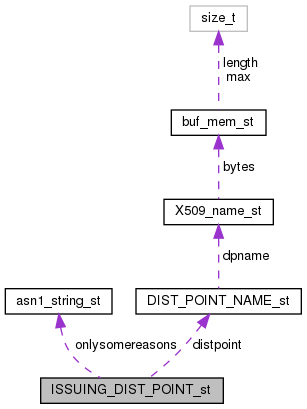 size_t
length
max
buf_mem_st
bytes
X509_name_st
dpname
asn1_string_st
DIST_POINT_NAME_st
onlysomereasons
distpoint
ISSUING_DIST_POINT_st